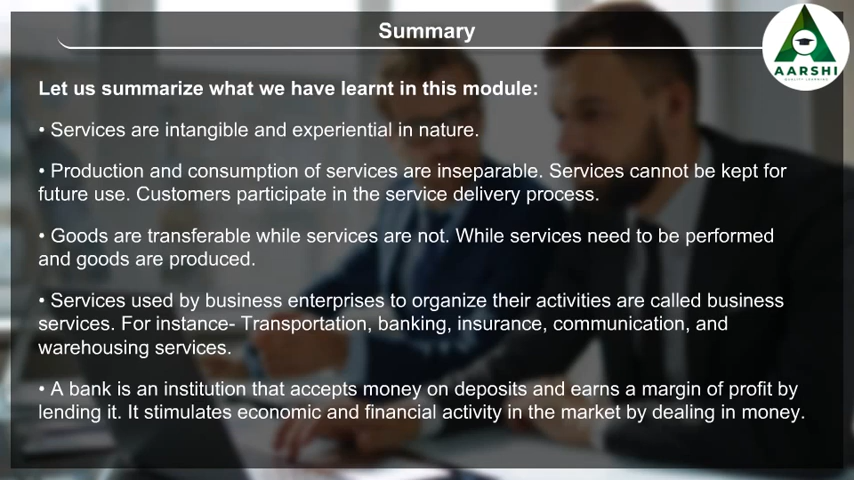 Summary
AARSHI
QUALITY LEARNING
Let us summarize what we have learnt in this module:
• Services are intangible and experiential in nature.
• Production and consumption of services are inseparable. Services cannot be kept for
future use. Customers participate in the service delivery process.
• Goods are transferable while services are not. While services need to be performed
and goods are produced.
• Services used by business enterprises to organize their activities are called business
services. For instance- Transportation, banking, insurance, communication, and
warehousing services.
• A bank is an institution that accepts money on deposits and earns a margin of profit by
lending it. It stimulates economic and financial activity in the market by dealing in money.